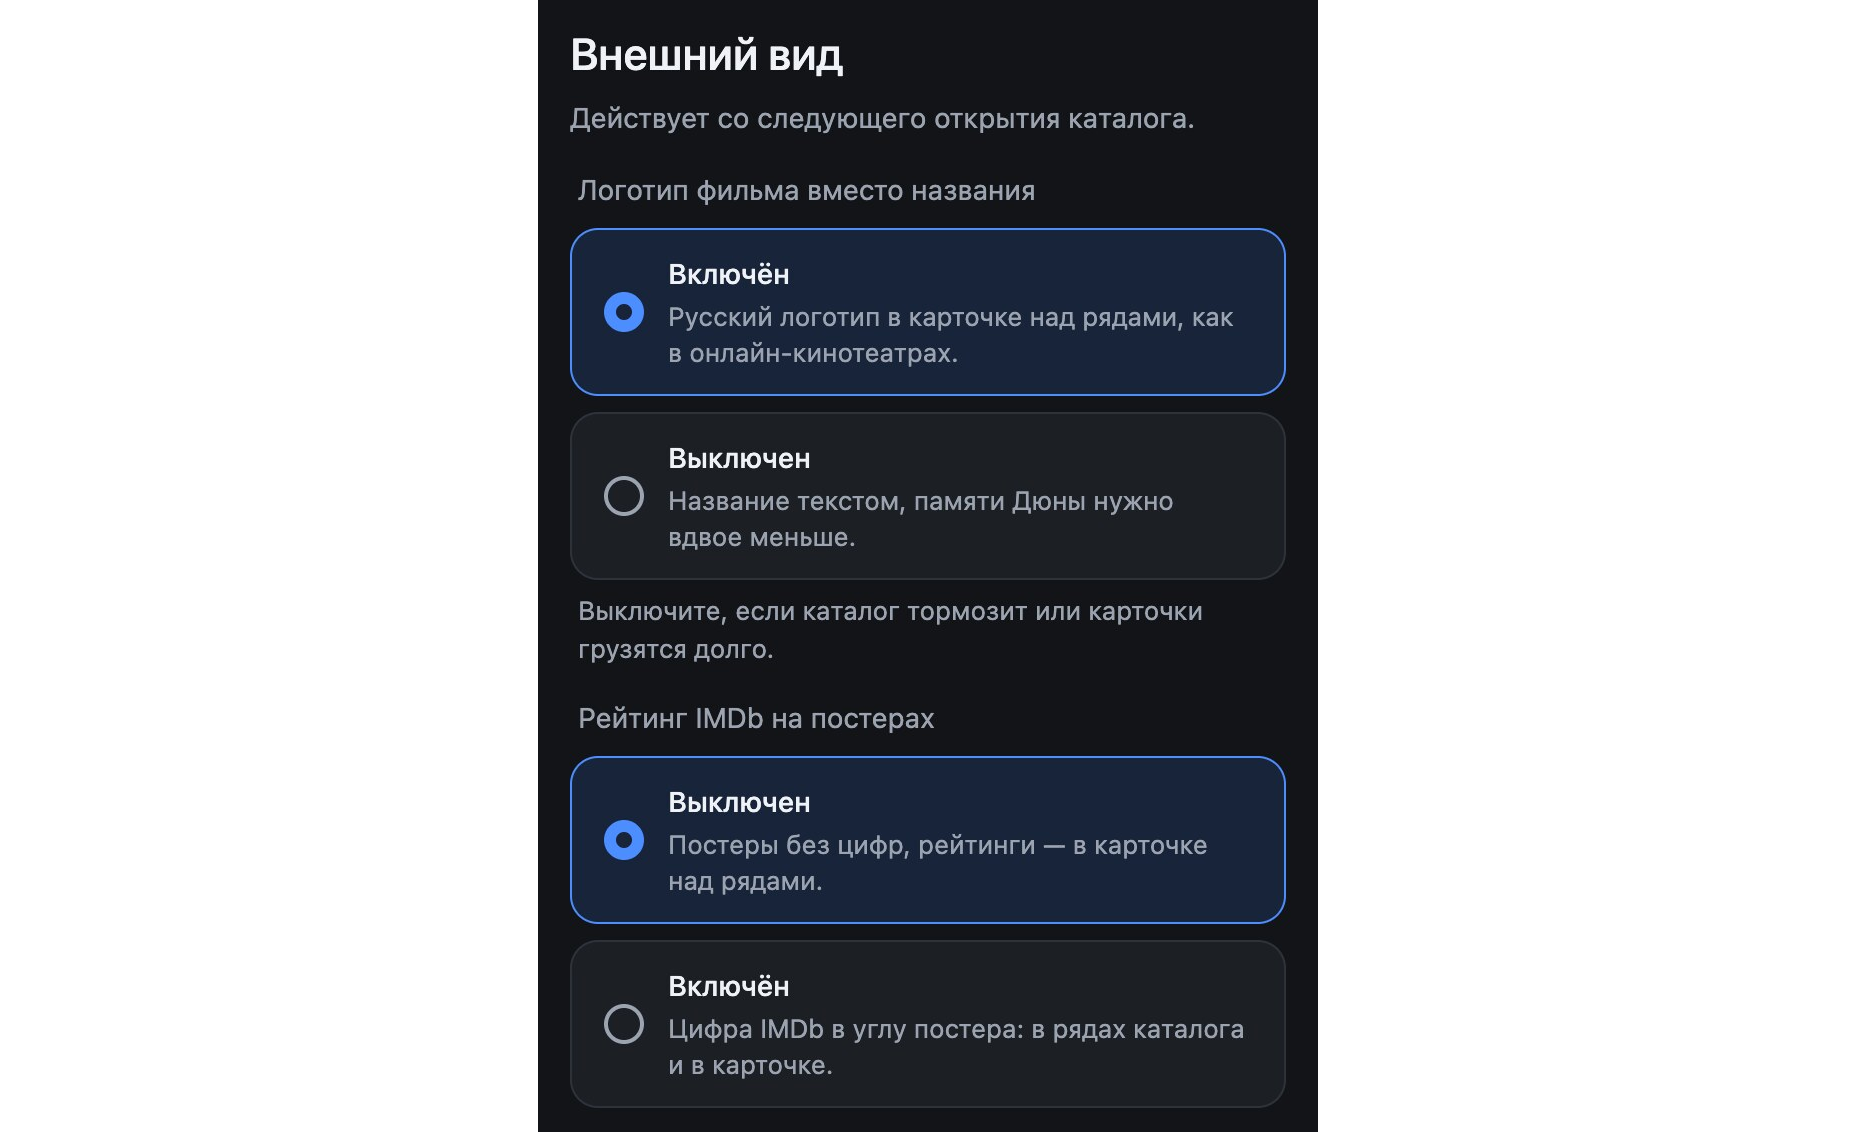 Внешний вид
Действует со следующего открытия каталога.
Логотип фильма вместо названия
Включён
Русский логотип в карточке над рядами, как
в онлайн-кинотеатрах.
Выключен
Название текстом, памяти Дюны нужно
вдвое меньше.
Выключите, если каталог тормозит или карточки
грузятся долго.
Рейтинг IMDb на постерах
Выключен
Постеры без цифр, рейтинги — в карточке
над рядами.
Включён
Цифра IMDb в углу постера: в рядах каталога
и в карточке.